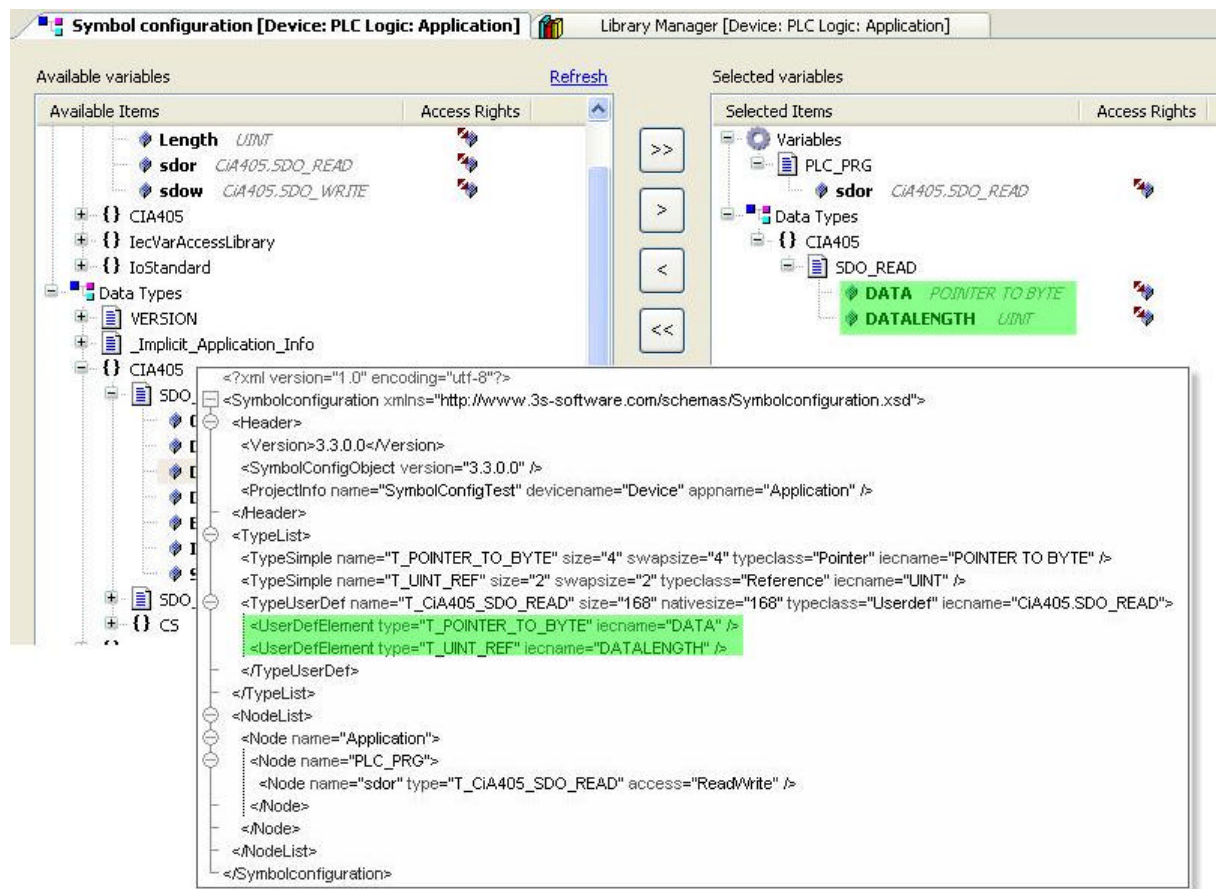 Symbol configuration [Device: PLC Logic: Application]
Library Manager [Device: PLC Logic: Application]
Available variables
Refresh
Available Items
Access Rights
Length UINT
sdor CiA405.SDO_READ
sdow CiA405.SDO_WRITE
{} CIA405
{} IecVarAccessLibrary
{} IoStandard
Data Types
VERSION
_Implicit_Application_Info
{} CIA405
SDO_
SDO_
{} CS
>>
>
<
<<
Selected variables
Selected Items
Access Rights
Variables
PLC_PRG
sdor CiA405.SDO_READ
Data Types
{} CIA405
SDO_READ
DATA POINTER TO BYTE
DATALENGTH UINT
<?xml version="1.0" encoding="utf-8"?>
<Symbolconfiguration xmlns="http://www.3s-software.com/schemas/Symbolconfiguration.xsd">
<Header>
<Version>3.3.0.0</Version>
<SymbolConfigObject version="3.3.0.0" />
<ProjectInfo name="SymbolConfigTest" devicename="Device" appname="Application" />
</Header>
<TypeList>
<TypeSimple name="T_POINTER_TO_BYTE" size="4" swapsize="4" typeclass="Pointer" iecname="POINTER TO BYTE" />
<TypeSimple name="T_UINT_REF" size="2" swapsize="2" typeclass="Reference" iecname="UINT" />
<TypeUserDef name="T_CiA405_SDO_READ" size="168" nativesize="168" typeclass="Userdef" iecname="CiA405.SDO_READ">
<UserDefElement type="T_POINTER_TO_BYTE" iecname="DATA" />
<UserDefElement type="T_UINT_REF" iecname="DATALENGTH" />
</TypeUserDef>
</TypeList>
<NodeList>
<Node name="Application">
<Node name="PLC_PRG">
<Node name="sdor" type="T_CiA405_SDO_READ" access="ReadWrite" />
</Node>
</Node>
</NodeList>
</Symbolconfiguration>